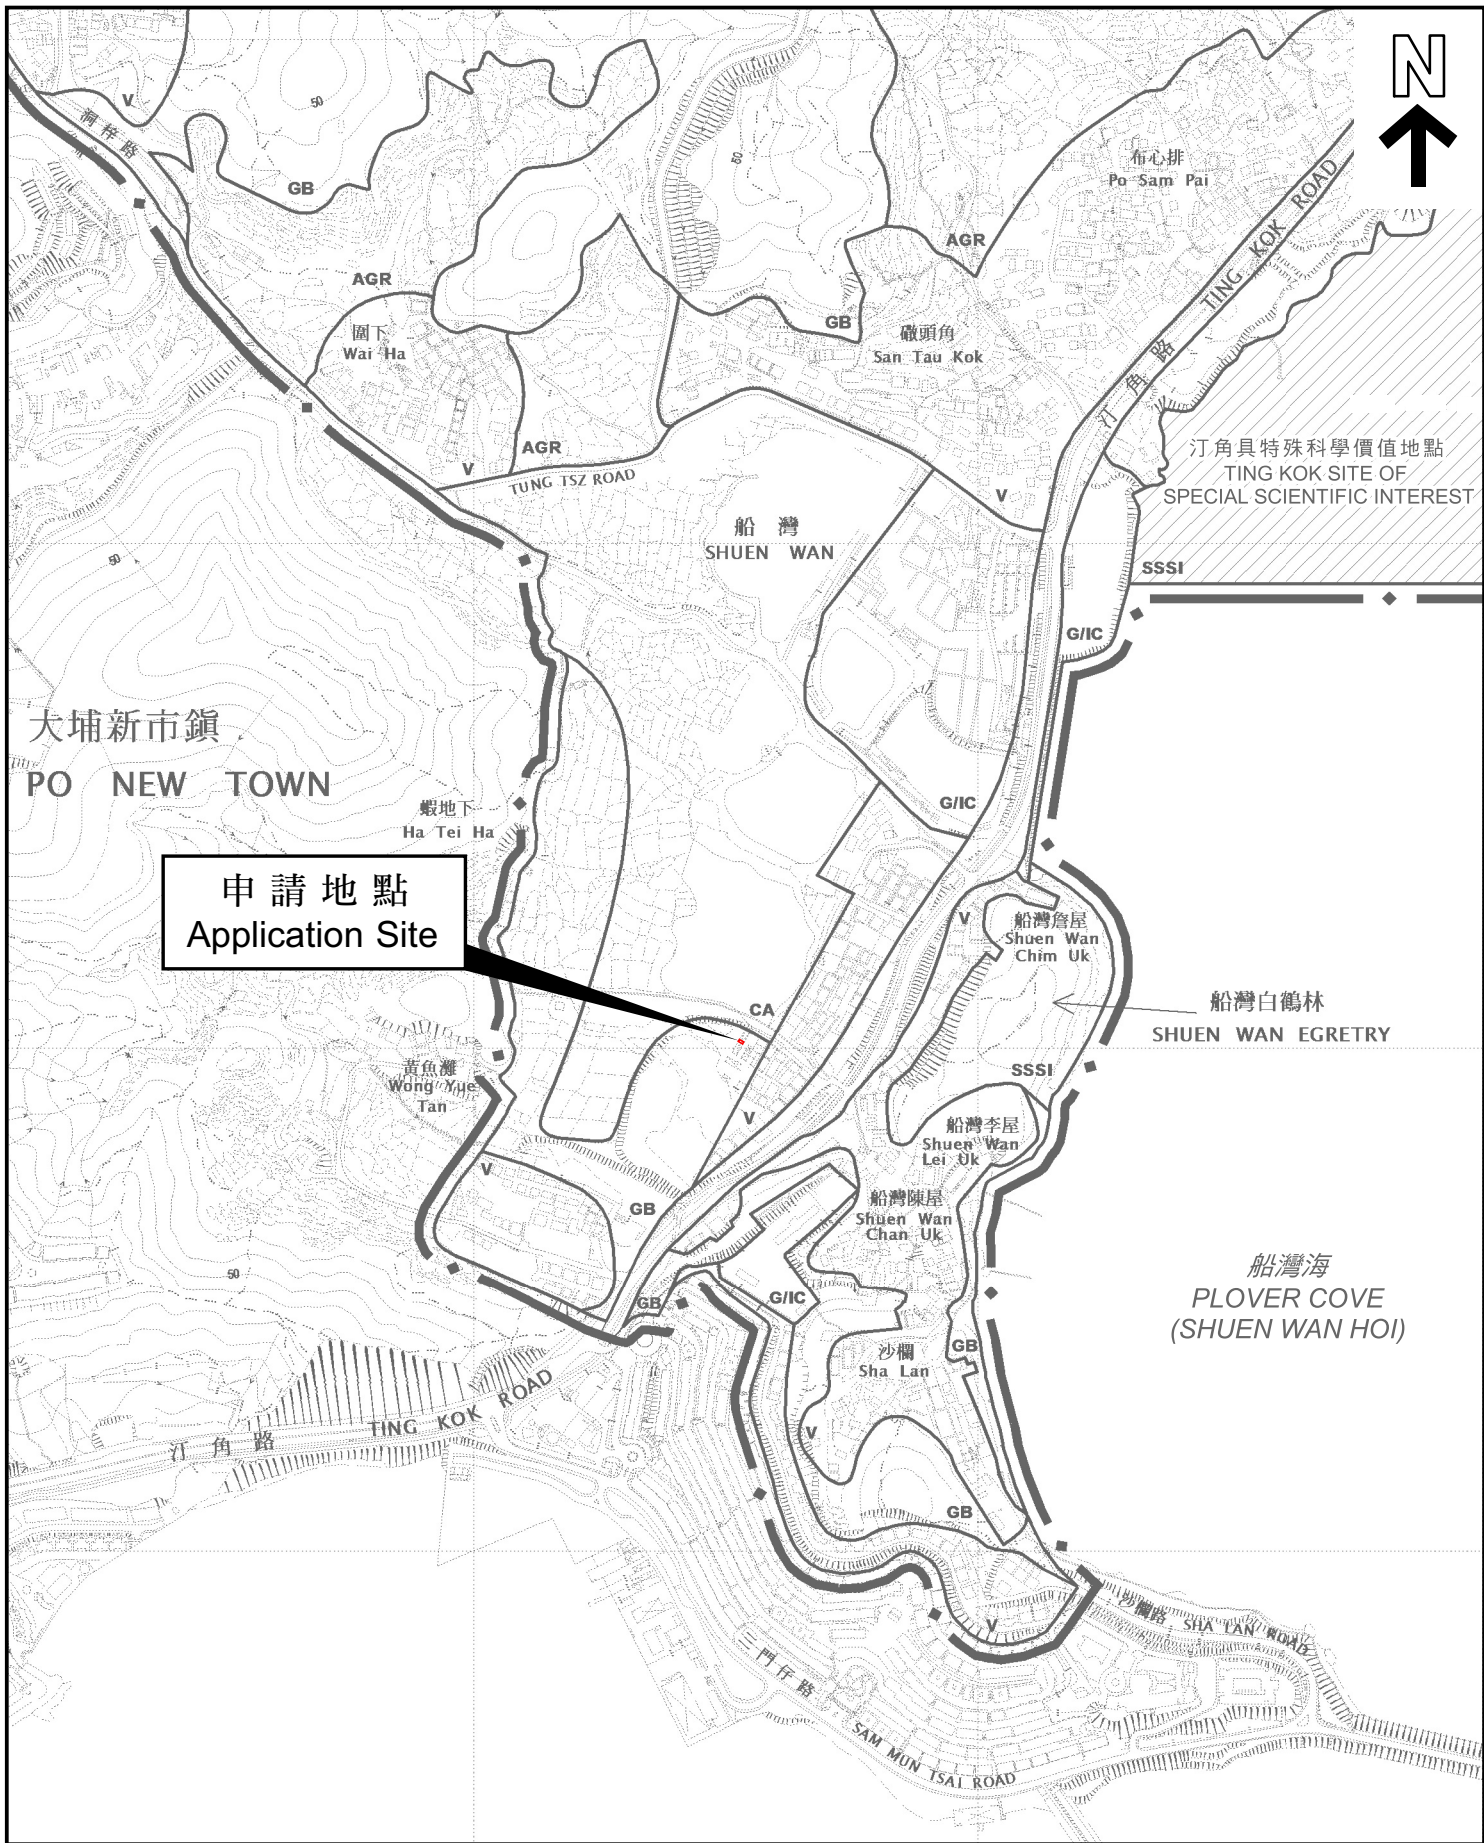 N
V
50
洞梓路
GB
50
布心排
Po Sam Pai
TING KOK ROAD
汀角路
AGR
AGR
GB
圍下
Wai Ha
磡頭角
San Tau Kok
AGR
V
TUNG TSZ ROAD
V
汀角具特殊科學價值地點
TING KOK SITE OF
SPECIAL SCIENTIFIC INTEREST
船灣
SHUEN WAN
50
SSSI
G/IC
大埔新市鎮
PO NEW TOWN
蝦地下
Ha Tei Ha
G/IC
申請地點
Application Site
V
船灣詹屋
Shuen Wan
Chim Uk
CA
船灣白鶴林
SHUEN WAN EGRETRY
黃魚灘
Wong Yue
Tan
SSSI
V
船灣李屋
Shuen Wan
Lei Uk
V
GB
船灣陳屋
Shuen Wan
Chan Uk
50
船灣海
PLOVER COVE
(SHUEN WAN HOI)
GB
G/IC
GB
沙欄
Sha Lan
汀角路
TING KOK ROAD
V
GB
V
沙欄路 SHA LAN ROAD
三門仔路
SAM MUN TSAI ROAD